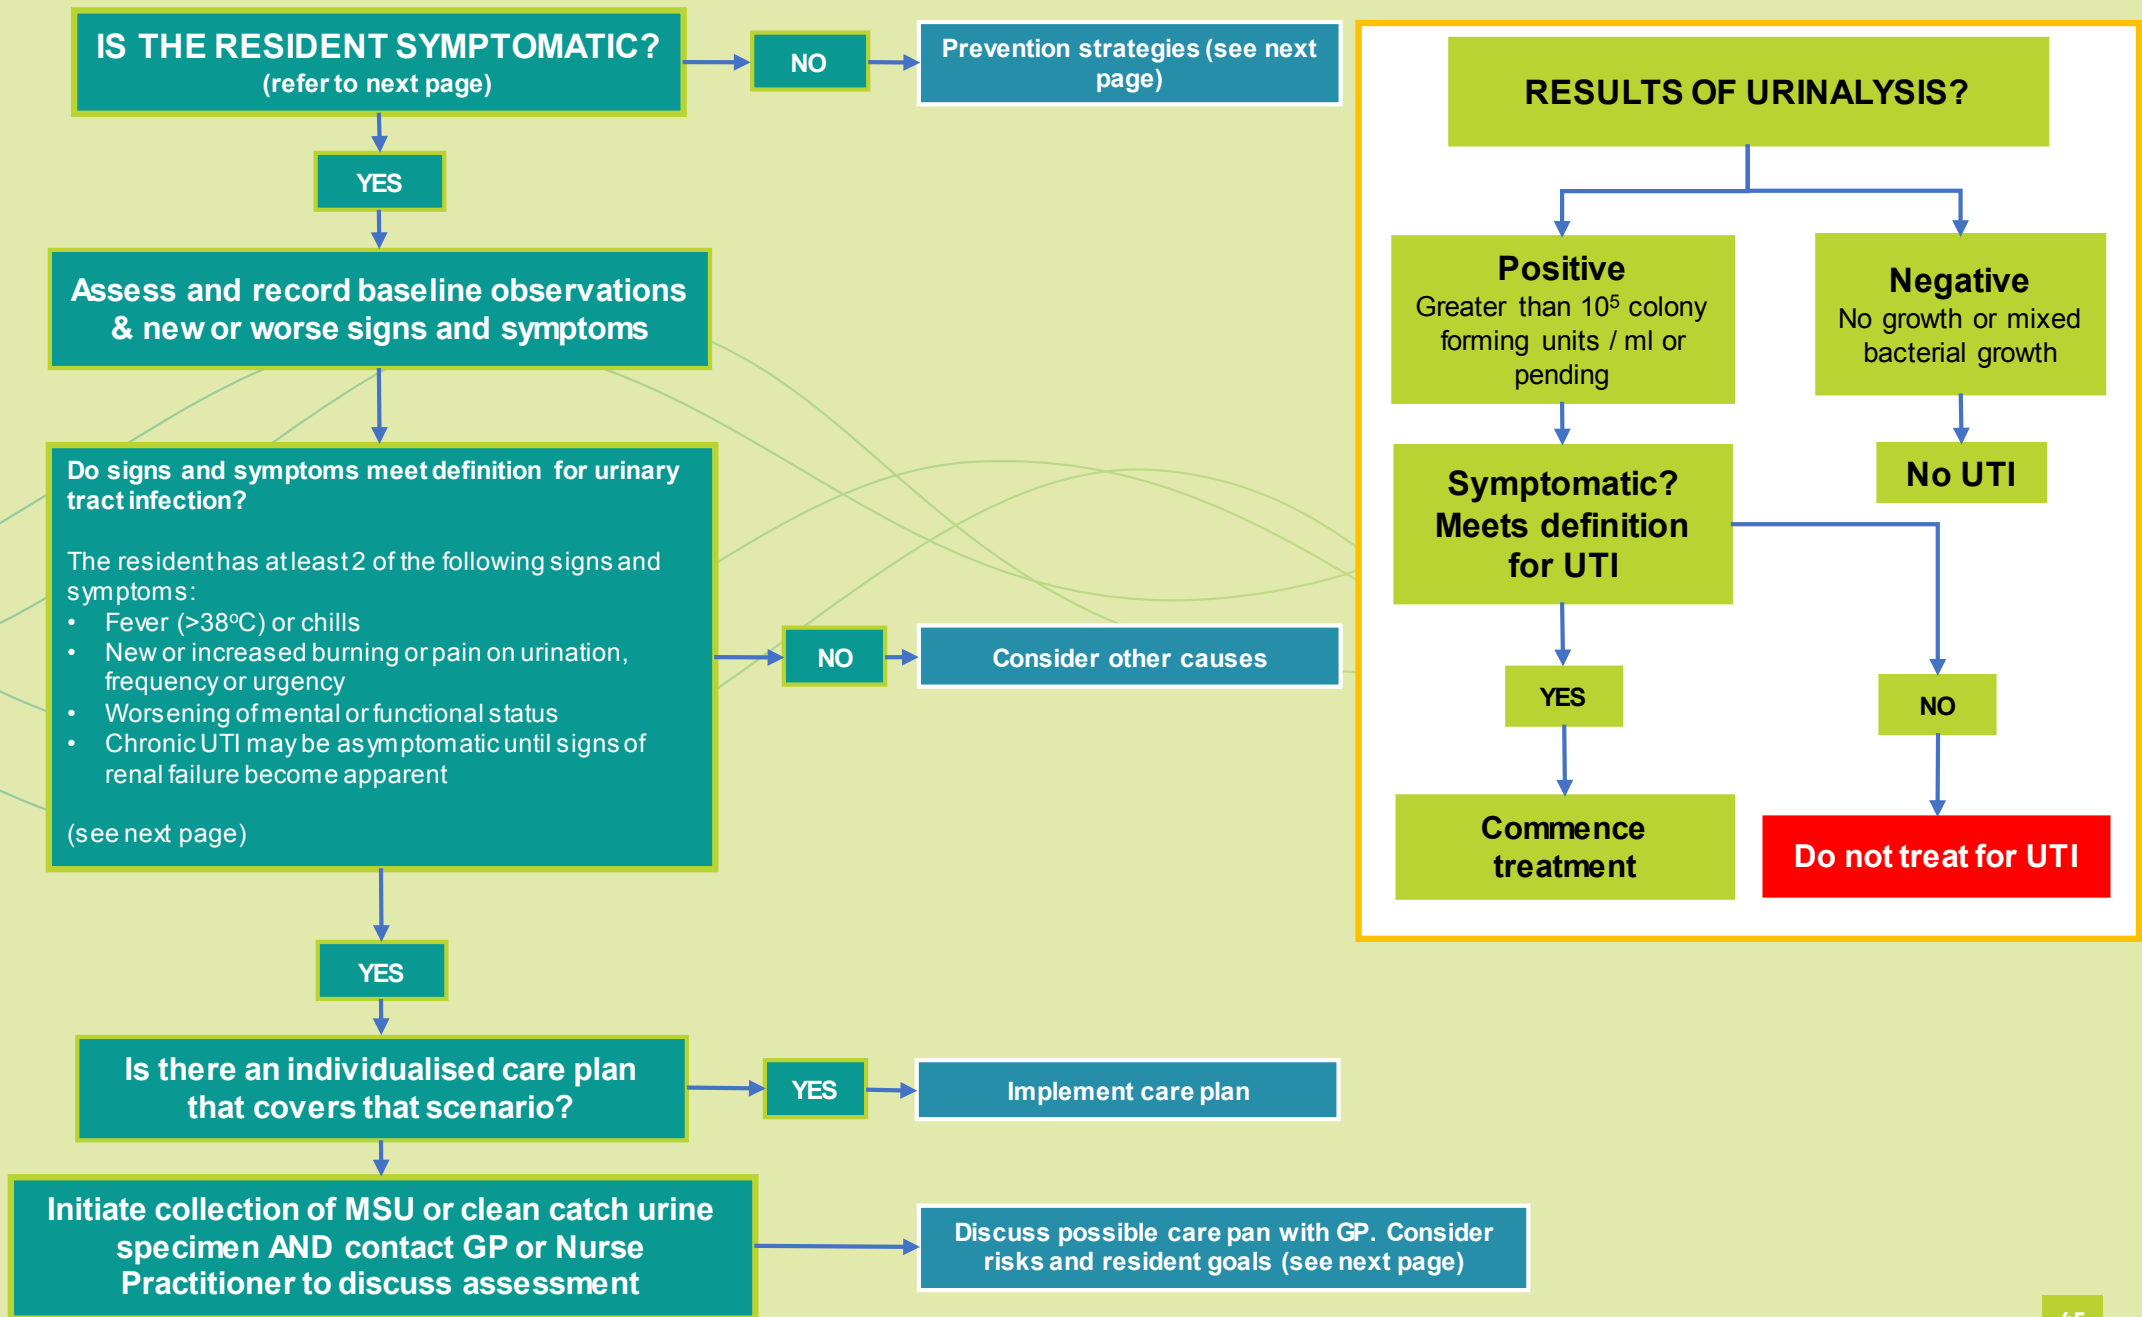 IS THE RESIDENT SYMPTOMATIC?
(refer to next page)
NO
Prevention strategies (see next
page)
YES
Assess and record baseline observations
& new or worse signs and symptoms
Do signs and symptoms meet definition for urinary
tract infection?
The resident has at least 2 of the following signs and
symptoms:
• Fever (>38ºC) or chills
• New or increased burning or pain on urination,
frequency or urgency
• Worsening of mental or functional status
• Chronic UTI may be asymptomatic until signs of
renal failure become apparent
(see next page)
NO
Consider other causes
YES
Is there an individualised care plan
that covers that scenario?
YES
Implement care plan
Initiate collection of MSU or clean catch urine
specimen AND contact GP or Nurse
Practitioner to discuss assessment
Discuss possible care pan with GP. Consider
risks and resident goals (see next page)
RESULTS OF URINALYSIS?
Positive
Greater than 10⁵ colony
forming units / ml or
pending
Negative
No growth or mixed
bacterial growth
No UTI
Symptomatic?
Meets definition
for UTI
YES
NO
Commence
treatment
Do not treat for UTI